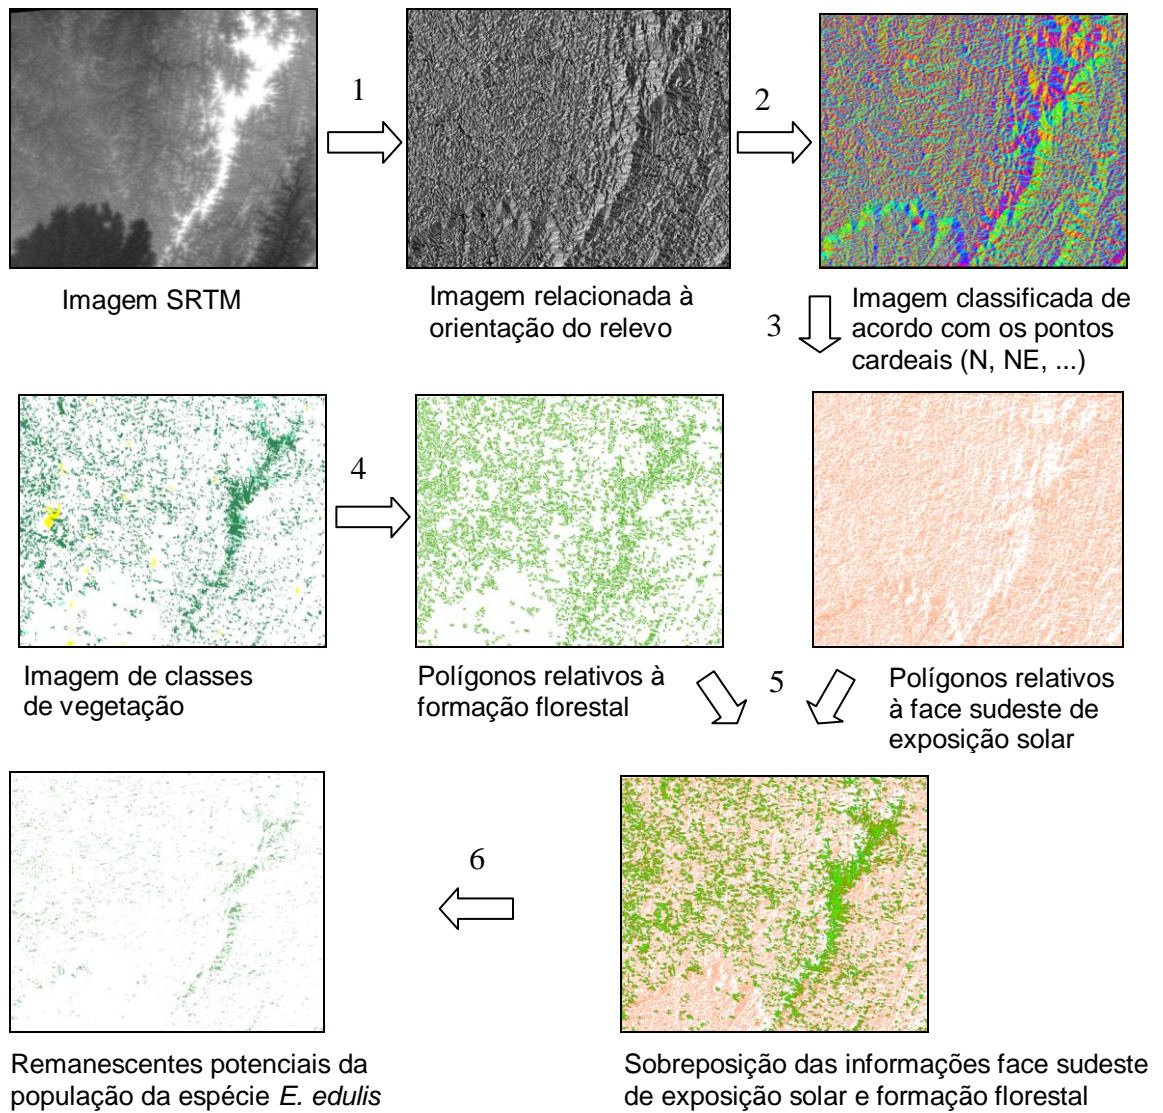 1
2
Imagem SRTM
Imagem relacionada à
orientação do relevo
3
Imagem classificada de
acordo com os pontos
cardeais (N, NE, ...)
4
Imagem de classes
de vegetação
Polígonos relativos à
formação florestal
5
Polígonos relativos
à face sudeste de
exposição solar
6
Remanescentes potenciais da
população da espécie E. edulis
Sobreposição das informações face sudeste
de exposição solar e formação florestal